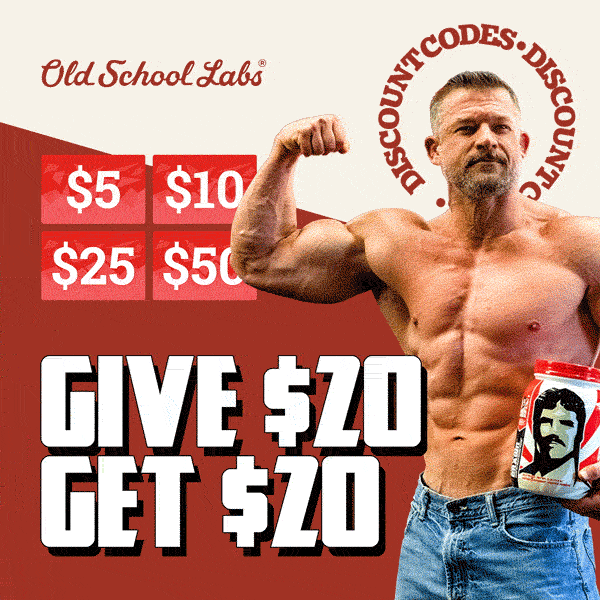 Old School Labs®
DISCOUNT CODES • DISCOUNT
$5 $10
$25 $50
GIVE $20
GET $20